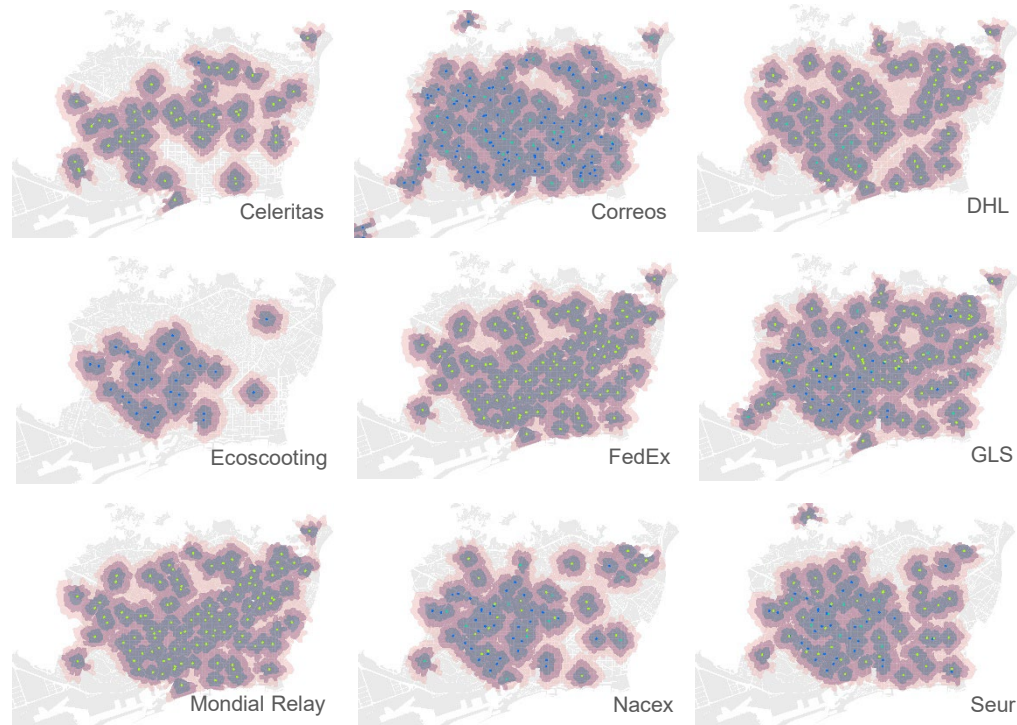 Celeritas
Correos
DHL
Ecoscooting
FedEx
GLS
Mondial Relay
Nacex
Seur